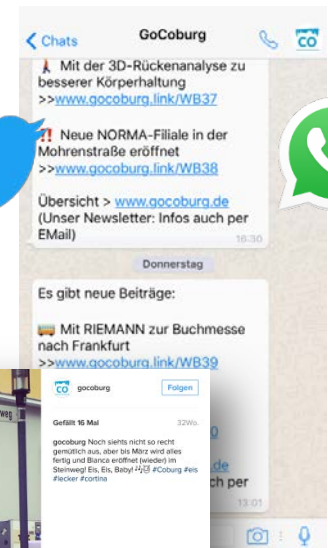 Chats
GoCoburg
CO
Mit der 3D-Rückenanalyse zu
besserer Körperhaltung
>>www.gocoburg.link/WB37
Neue NORMA-Filiale in der
Mohrenstraße eröffnet
>>www.gocoburg.link/WB38
Übersicht > www.gocoburg.de
(Unser Newsletter: Infos auch per
EMail)
16:30
Donnerstag
Es gibt neue Beiträge:
Mit RIEMANN zur Buchmesse
nach Frankfurt
>>www.gocoburg.link/WB39
0
.de
ch per
13:01
weg
CO
gocoburg
Folgen
Gefällt 16 Mal
32Wo.
gocoburg Noch siehts nicht so recht
gemütlich aus, aber bis März wird alles
fertig und Bianca eröffnet (wieder) im
Steinweg! Eis, Eis, Baby! #Coburg #eis
#lecker #cortina